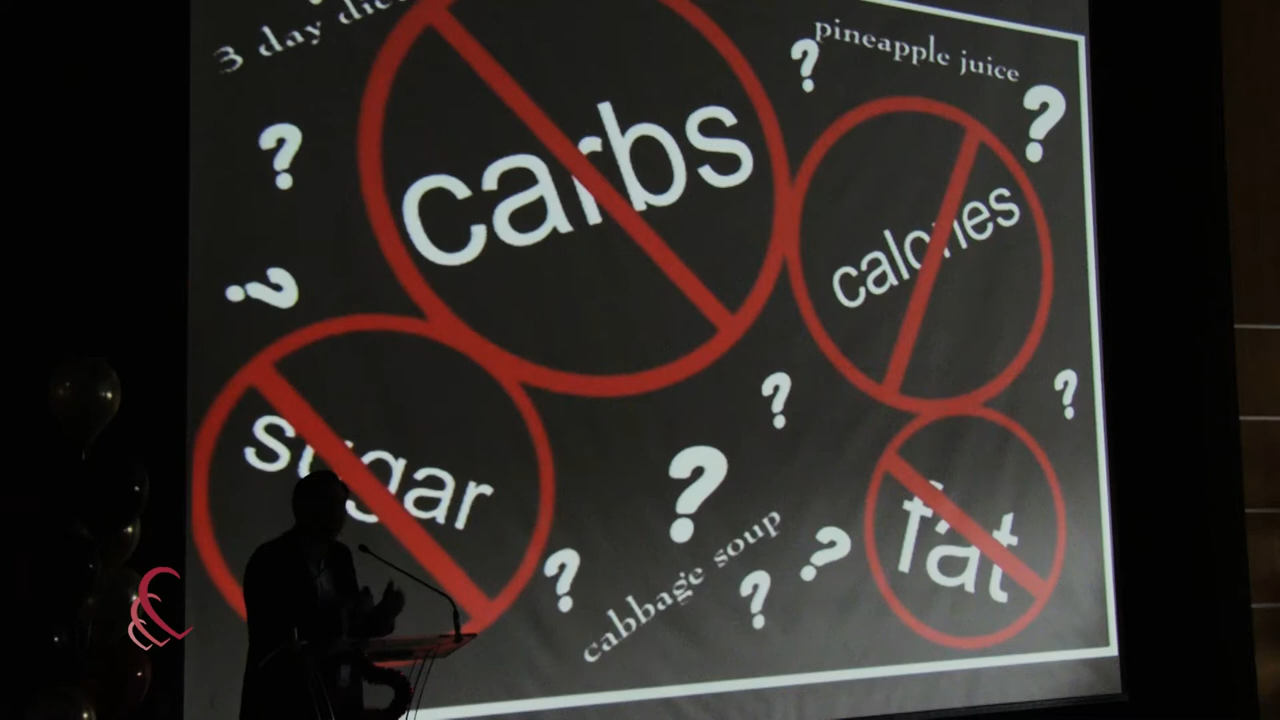 3 day diet
pineapple juice
carbs
calories
sugar
fat
cabbage soup
? ? ? ? ? ? ? ? ? ?